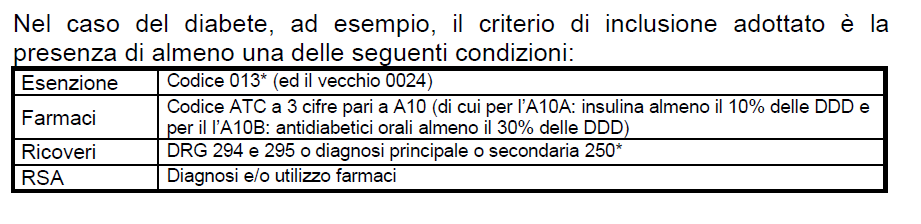 Nel caso del diabete, ad esempio, il criterio di inclusione adottato è la
presenza di almeno una delle seguenti condizioni:
Esenzione Codice 013* (ed il vecchio 0024)
Farmaci Codice ATC a 3 cifre pari a A10 (di cui per l'A10A: insulina almeno il 10% delle DDD e
per il l'A10B: antidiabetici orali almeno il 30% delle DDD)
Ricoveri DRG 294 e 295 o diagnosi principale o secondaria 250*
RSA Diagnosi e/o utilizzo farmaci